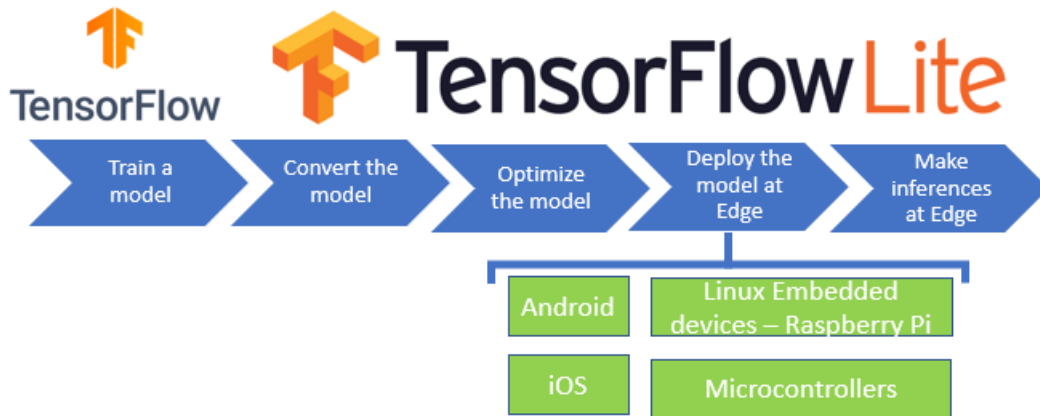 TensorFlow
TensorFlow Lite
Train a
model
Convert the
model
Optimize
the model
Deploy the
model at
Edge
Make
inferences
at Edge
Android
Linux Embedded
devices – Raspberry Pi
iOS
Microcontrollers